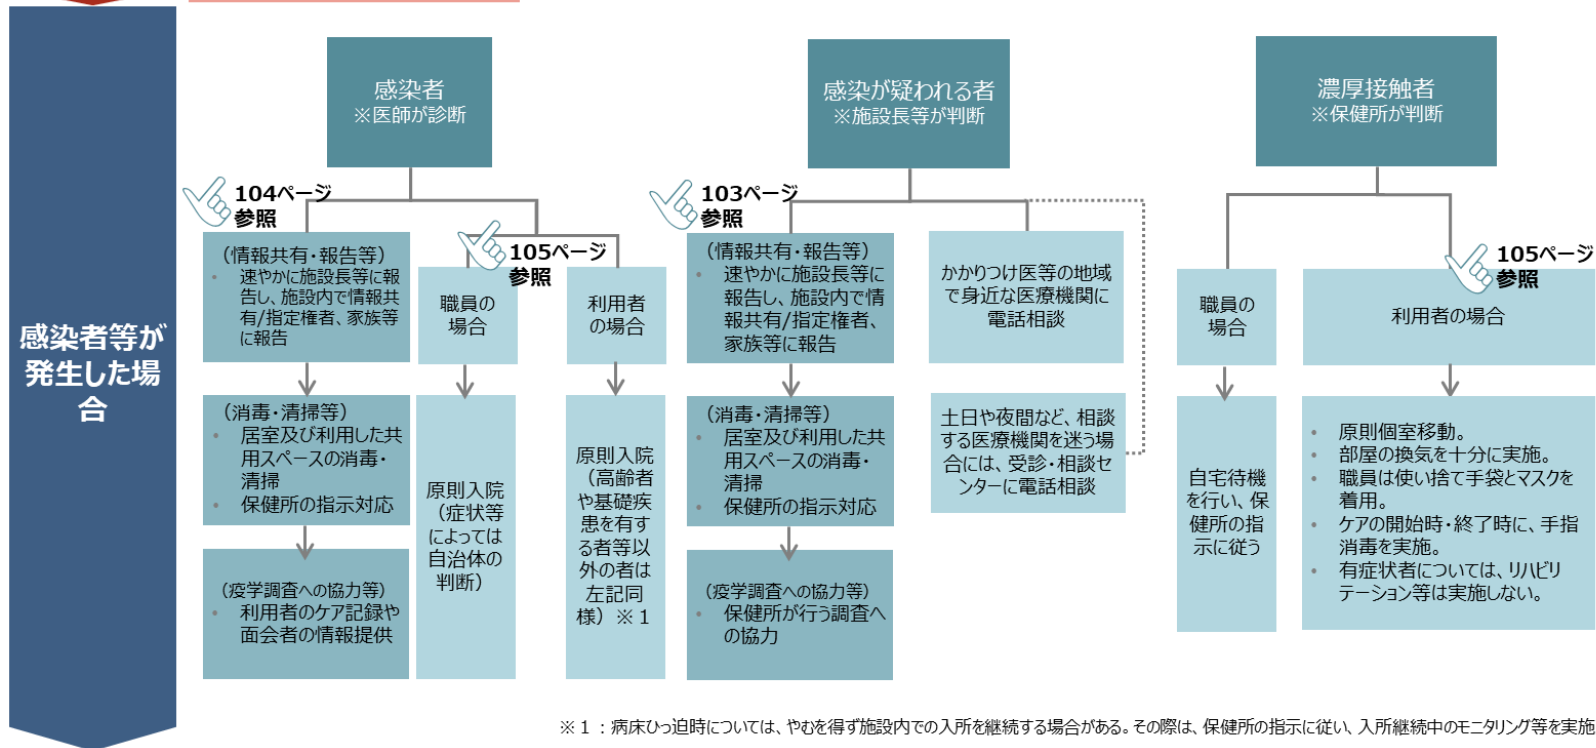 感染者等が
発生した場
合
感染者
※医師が診断
104ページ
参照
(情報共有・報告等)
• 速やかに施設長等に報
告し、施設内で情報共
有/指定権者、家族等
に報告
(消毒・清掃等)
• 居室及び利用した共
用スペースの消毒・
清掃
• 保健所の指示対応
(疫学調査への協力等)
• 利用者のケア記録や
面会者の情報提供
105ページ
参照
職員の
場合
原則入院
(症状等
によっては
自治体の
判断)
利用者
の場合
原則入院
(高齢者
や基礎疾
患を有す
る者等以
外の者は
左記同
様)※1
感染が疑われる者
※施設長等が判断
103ページ
参照
(情報共有・報告等)
• 速やかに施設長等に
報告し、施設内で情
報共有/指定権者、
家族等に報告
(消毒・清掃等)
• 居室及び利用した共
用スペースの消毒・
清掃
• 保健所の指示対応
(疫学調査への協力等)
• 保健所が行う調査へ
の協力
かかりつけ医等の地域
で身近な医療機関に
電話相談
土日や夜間など、相談
する医療機関を迷う場
合には、受診・相談セ
ンターに電話相談
濃厚接触者
※保健所が判断
職員の
場合
自宅待機
を行い、保
健所の指
示に従う
105ページ
参照
利用者の場合
• 原則個室移動。
• 部屋の換気を十分に実施。
• 職員は使い捨て手袋とマスクを
着用。
• ケアの開始時・終了時に、手指
消毒を実施。
• 有症状者については、リハビリ
テーション等は実施しない。
※1：病床ひっ迫時については、やむを得ず施設内での入所を継続する場合がある。その際は、保健所の指示に従い、入所継続中のモニタリング等を実施